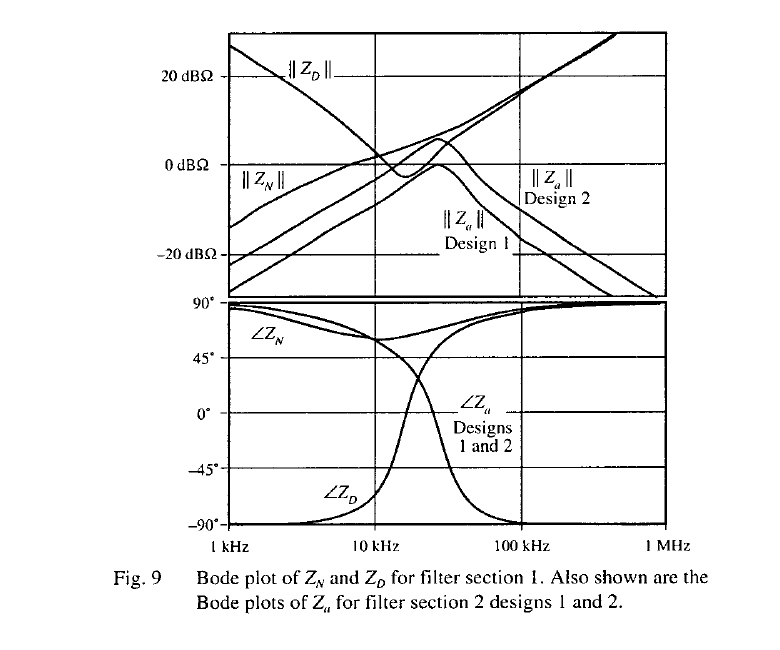 20 dBΩ
|| Z_D ||
0 dBΩ
|| Z_N ||
|| Z_a ||
Design 2
|| Z_a ||
Design 1
−20 dBΩ
90°
∠Z_N
45°
0°
∠Z_a
Designs
1 and 2
−45°
∠Z_D
−90°
1 kHz 10 kHz 100 kHz 1 MHz
Fig. 9 Bode plot of Z_N and Z_D for filter section 1. Also shown are the
Bode plots of Z_a for filter section 2 designs 1 and 2.